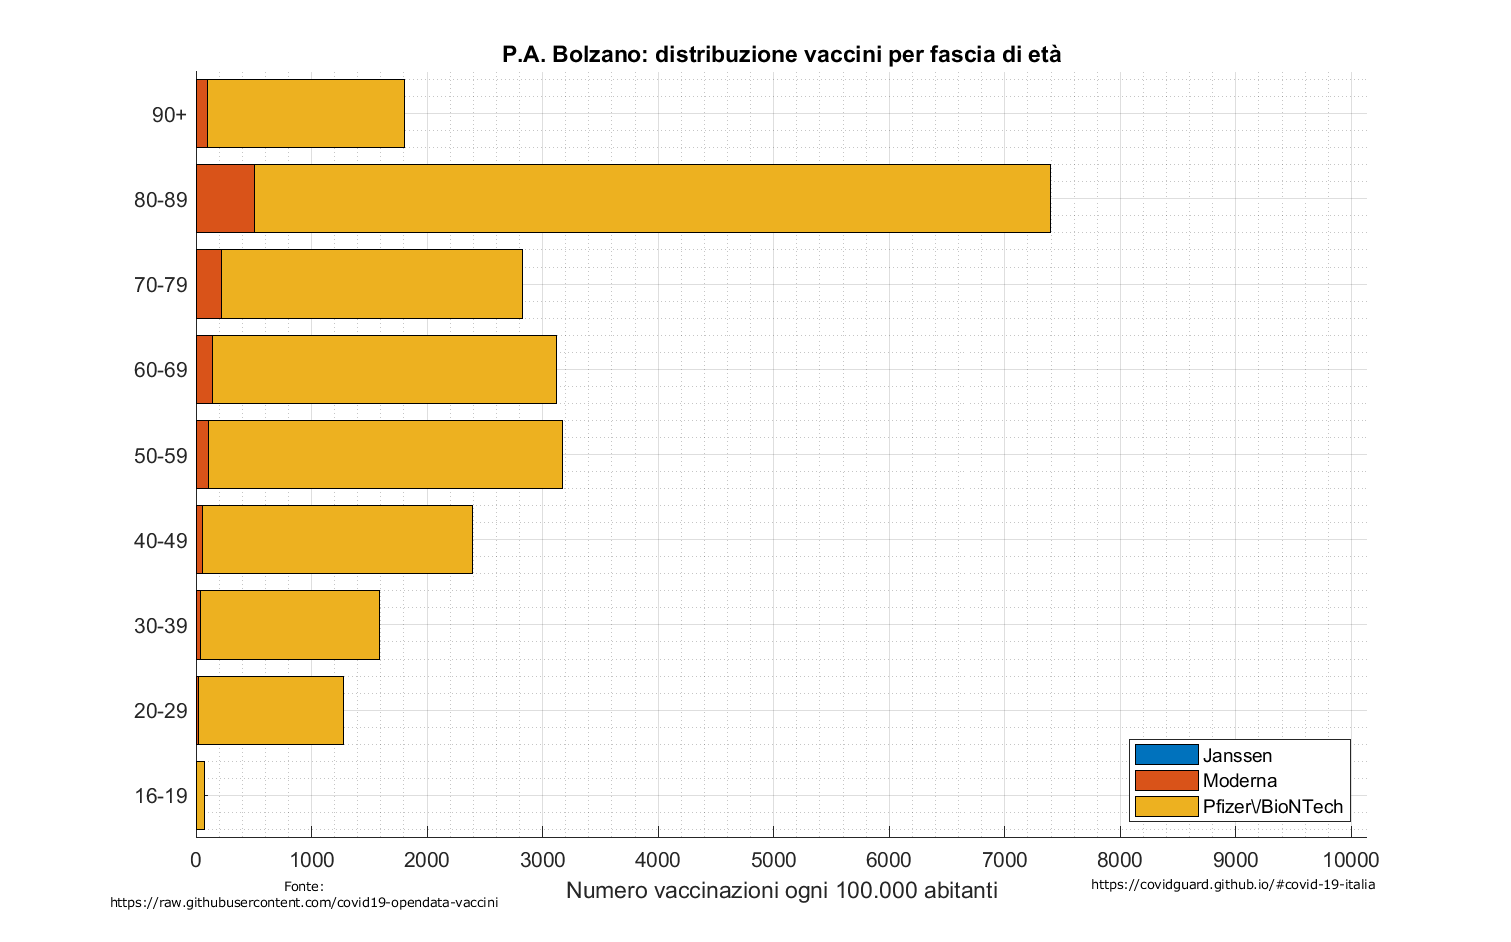 P.A. Bolzano: distribuzione vaccini per fascia di età
90+
80-89
70-79
60-69
50-59
40-49
30-39
20-29
16-19
Janssen
Moderna
Pfizer\/BioNTech
0 1000 2000 3000 4000 5000 6000 7000 8000 9000 10000
Numero vaccinazioni ogni 100.000 abitanti
Fonte:
https://raw.githubusercontent.com/covid19-opendata-vaccini
https://covidguard.github.io/#covid-19-italia